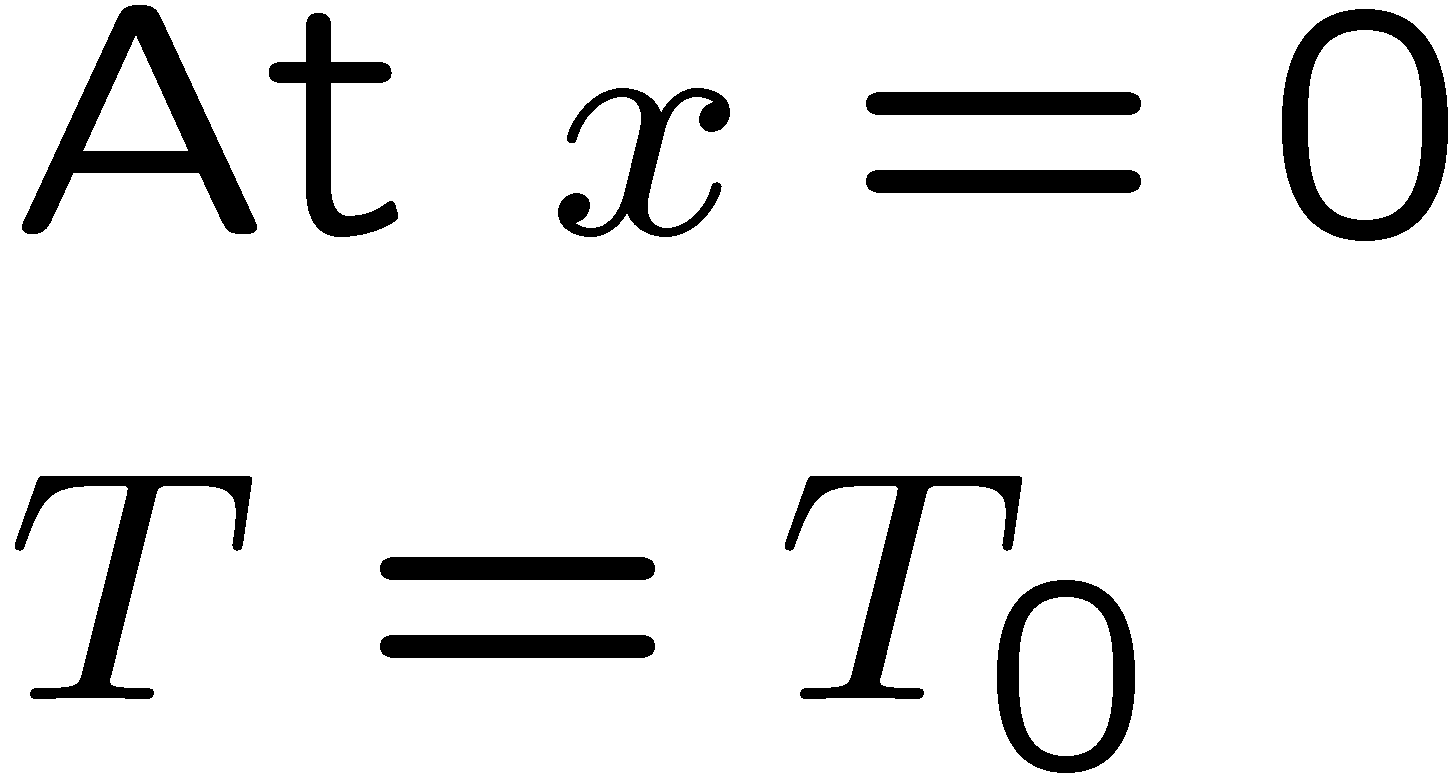 At x = 0
T = T₀